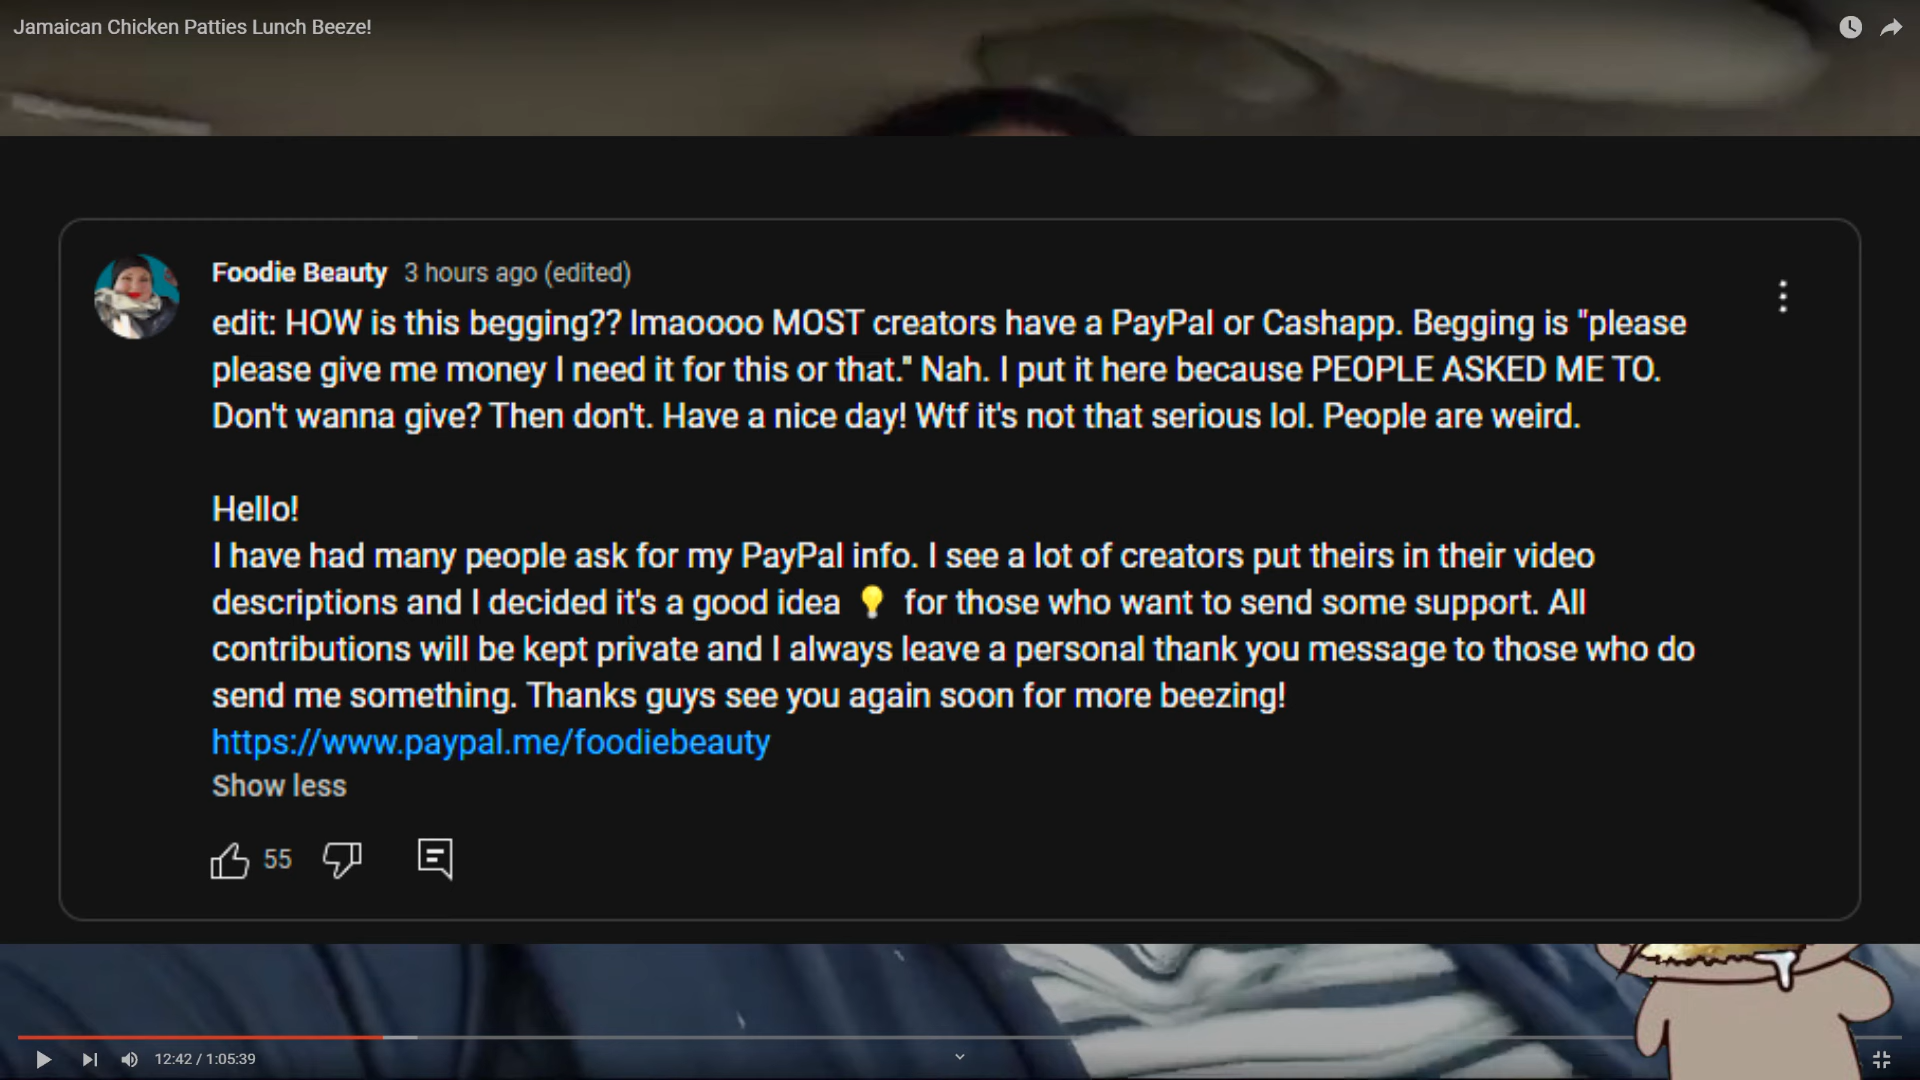 Jamaican Chicken Patties Lunch Beeze!
Foodie Beauty 3 hours ago (edited)
edit: HOW is this begging?? lmaoooo MOST creators have a PayPal or Cashapp. Begging is "please
please give me money I need it for this or that." Nah. I put it here because PEOPLE ASKED ME TO.
Don't wanna give? Then don't. Have a nice day! Wtf it's not that serious lol. People are weird.
Hello!
I have had many people ask for my PayPal info. I see a lot of creators put theirs in their video
descriptions and I decided it's a good idea 💡 for those who want to send some support. All
contributions will be kept private and I always leave a personal thank you message to those who do
send me something. Thanks guys see you again soon for more beezing!
https://www.paypal.me/foodiebeauty
Show less
55
12:42 / 1:05:39